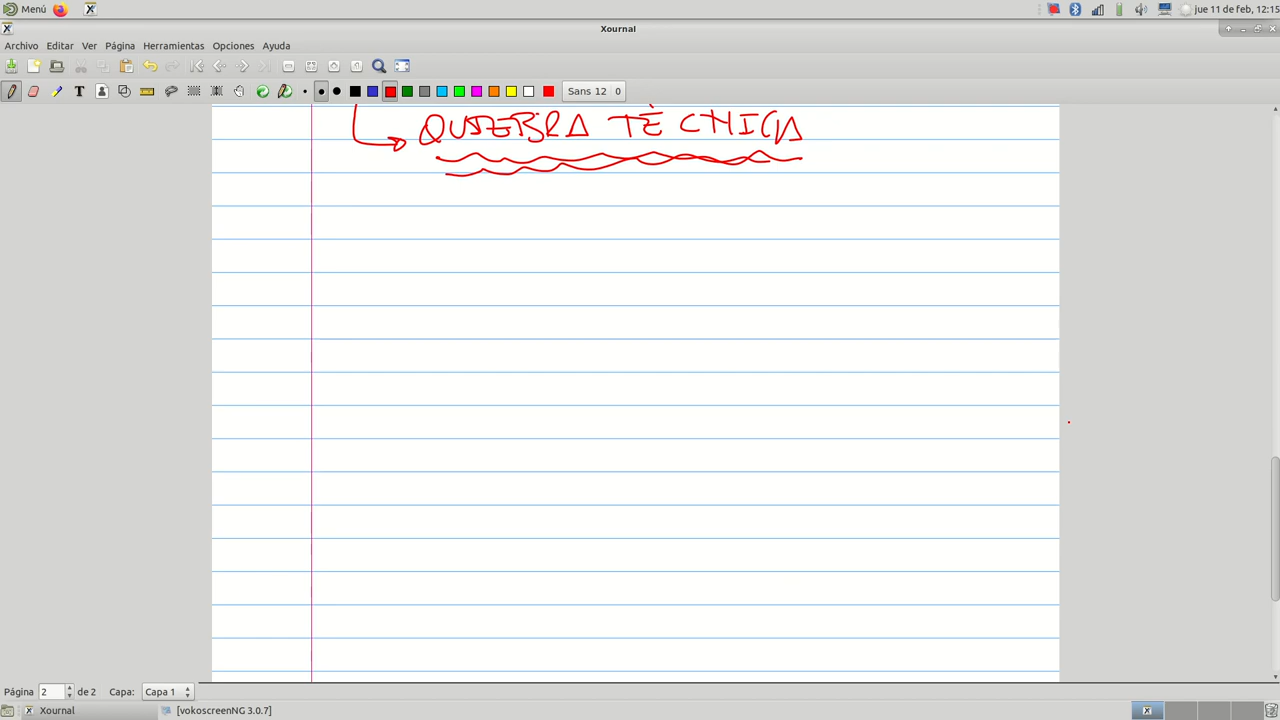 Menú
jue 11 de feb, 12:15
Xournal
Archivo Editar Ver Página Herramientas Opciones Ayuda
Sans 12 0
QUIEBRA TÉCNICA
Página 2 de 2 Capa: Capa 1
Xournal [vokoscreenNG 3.0.7]